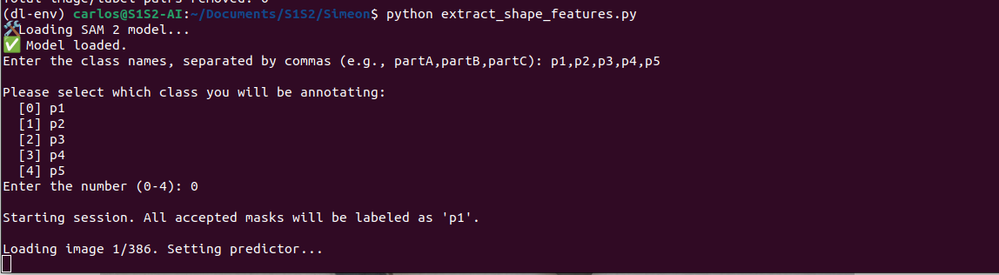 Total image/label pairs removed: 0
(dl-env) carlos@S1S2-AI:~/Documents/S1S2/Simeon$ python extract_shape_features.py
🛠️Loading SAM 2 model...
✅ Model loaded.
Enter the class names, separated by commas (e.g., partA,partB,partC): p1,p2,p3,p4,p5
Please select which class you will be annotating:
[0] p1
[1] p2
[2] p3
[3] p4
[4] p5
Enter the number (0-4): 0
Starting session. All accepted masks will be labeled as 'p1'.
Loading image 1/386. Setting predictor...